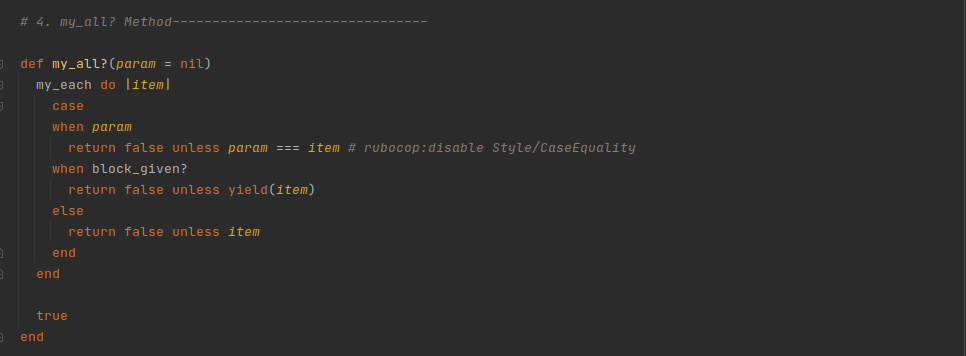 # 4. my_all? Method--------------------------------
def my_all?(param = nil)
my_each do |item|
case
when param
return false unless param === item # rubocop:disable Style/CaseEquality
when block_given?
return false unless yield(item)
else
return false unless item
end
end
true
end